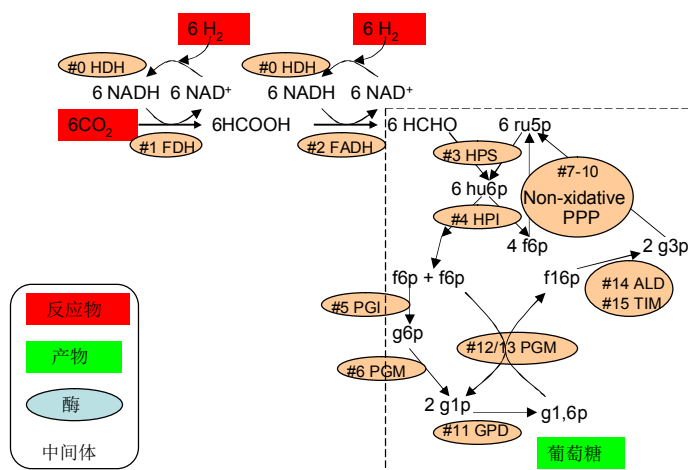 6 H₂
6 H₂
#0 HDH
#0 HDH
6 NADH 6 NAD⁺
6 NADH 6 NAD⁺
6CO₂
6HCOOH
6 HCHO
6 ru5p
#1 FDH
#2 FADH
#3 HPS
#7-10
Non-xidative
PPP
6 hu6p
#4 HPI
4 f6p
2 g3p
f6p + f6p
f16p
#14 ALD
#15 TIM
#5 PGI
g6p
#12/13 PGM
#6 PGM
2 g1p
g1,6p
#11 GPD
葡萄糖
反应物
产物
酶
中间体